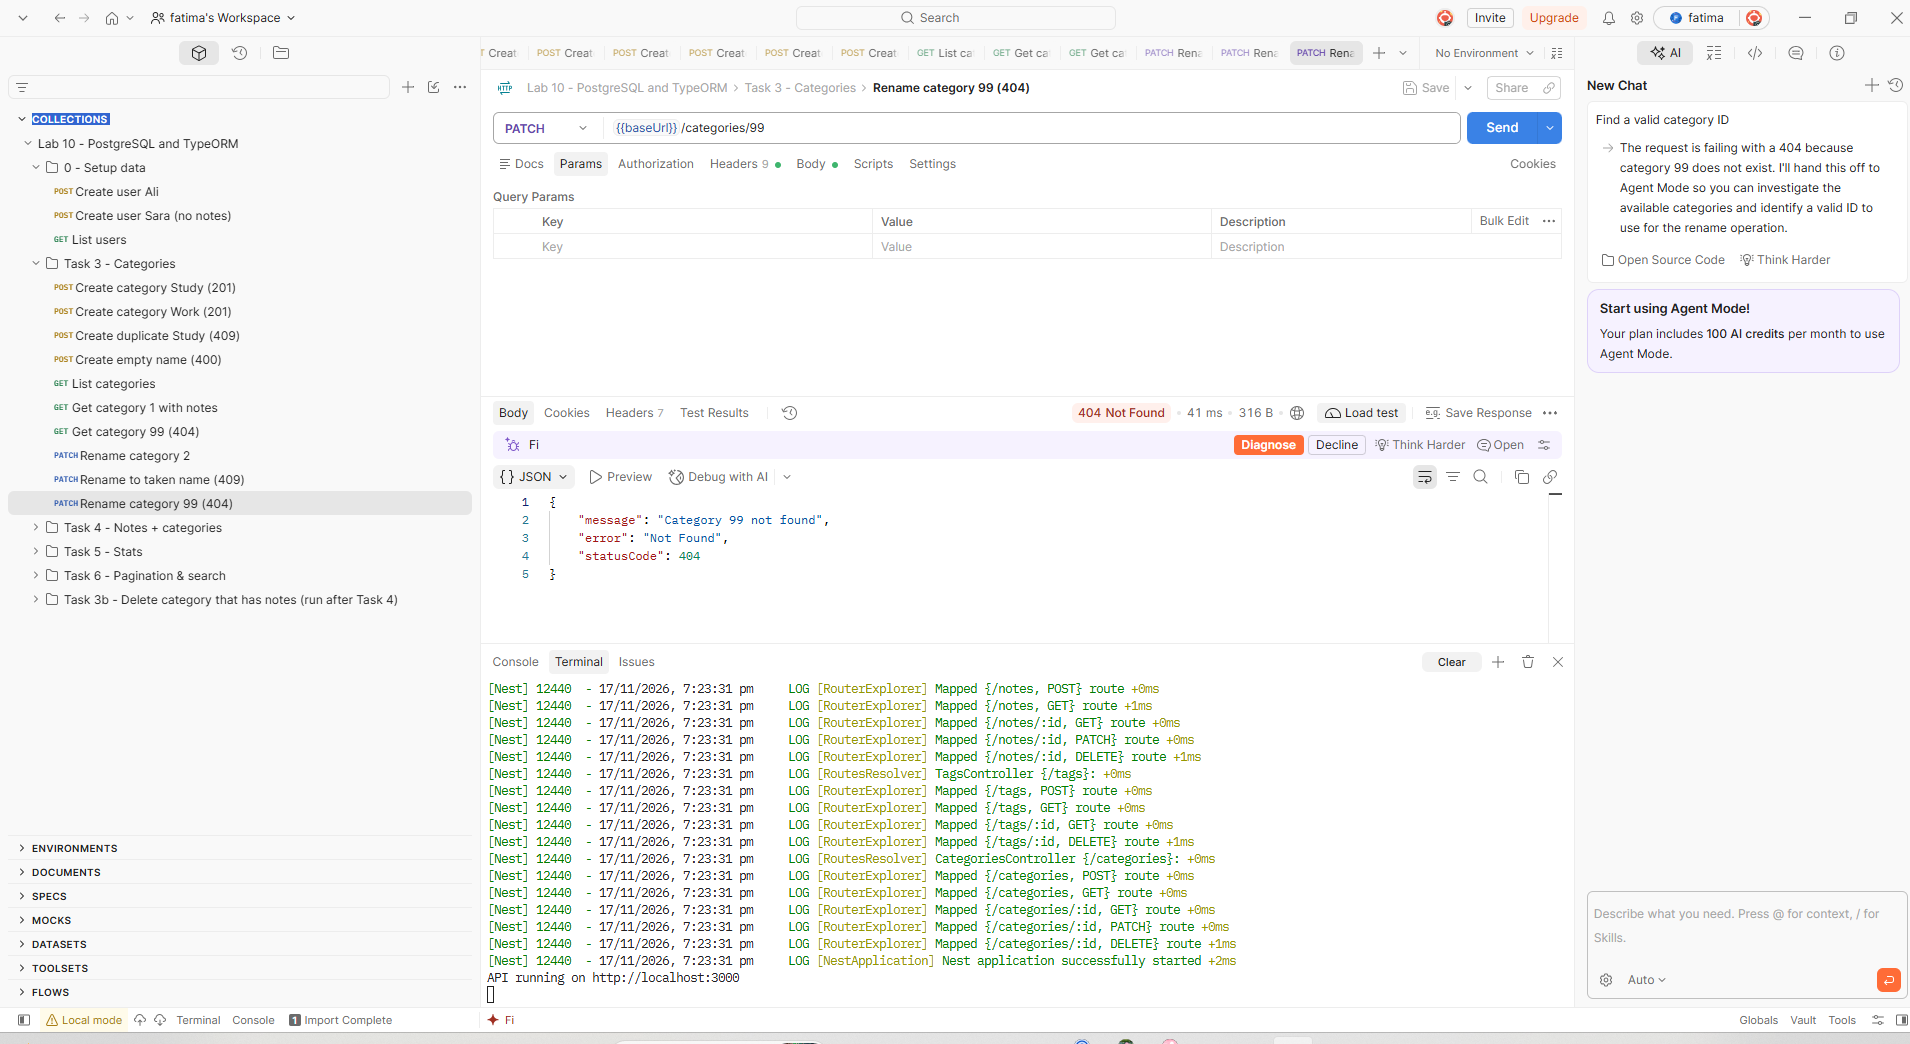 fatima's Workspace
Search
Invite
Upgrade
fatima
t Creat
POST Creat
POST Creat
POST Creat
POST Creat
POST Creat
GET List ca
GET Get ca
GET Get ca
PATCH Rena
PATCH Rena
PATCH Rena
No Environment
AI
COLLECTIONS
Lab 10 - PostgreSQL and TypeORM
0 - Setup data
POST Create user Ali
POST Create user Sara (no notes)
GET List users
Task 3 - Categories
POST Create category Study (201)
POST Create category Work (201)
POST Create duplicate Study (409)
POST Create empty name (400)
GET List categories
GET Get category 1 with notes
GET Get category 99 (404)
PATCH Rename category 2
PATCH Rename to taken name (409)
PATCH Rename category 99 (404)
Task 4 - Notes + categories
Task 5 - Stats
Task 6 - Pagination & search
Task 3b - Delete category that has notes (run after Task 4)
ENVIRONMENTS
DOCUMENTS
SPECS
MOCKS
DATASETS
TOOLSETS
FLOWS
HTTP Lab 10 - PostgreSQL and TypeORM > Task 3 - Categories > Rename category 99 (404)
Save
Share
PATCH
{{baseUrl}}/categories/99
Send
Docs Params Authorization Headers 9 Body Scripts Settings
Cookies
Query Params
Key Value Description Bulk Edit
Key Value Description
Body Cookies Headers 7 Test Results
404 Not Found • 41 ms • 316 B
Load test
e.g. Save Response
Fi
Diagnose Decline Think Harder Open
{} JSON Preview Debug with AI
1 {
2 "message": "Category 99 not found",
3 "error": "Not Found",
4 "statusCode": 404
5 }
Console Terminal Issues
Clear
[Nest] 12440 - 17/11/2026, 7:23:31 pm LOG [RouterExplorer] Mapped {/notes, POST} route +0ms
[Nest] 12440 - 17/11/2026, 7:23:31 pm LOG [RouterExplorer] Mapped {/notes, GET} route +1ms
[Nest] 12440 - 17/11/2026, 7:23:31 pm LOG [RouterExplorer] Mapped {/notes/:id, GET} route +0ms
[Nest] 12440 - 17/11/2026, 7:23:31 pm LOG [RouterExplorer] Mapped {/notes/:id, PATCH} route +0ms
[Nest] 12440 - 17/11/2026, 7:23:31 pm LOG [RouterExplorer] Mapped {/notes/:id, DELETE} route +1ms
[Nest] 12440 - 17/11/2026, 7:23:31 pm LOG [RoutesResolver] TagsController {/tags}: +0ms
[Nest] 12440 - 17/11/2026, 7:23:31 pm LOG [RouterExplorer] Mapped {/tags, POST} route +0ms
[Nest] 12440 - 17/11/2026, 7:23:31 pm LOG [RouterExplorer] Mapped {/tags, GET} route +0ms
[Nest] 12440 - 17/11/2026, 7:23:31 pm LOG [RouterExplorer] Mapped {/tags/:id, GET} route +0ms
[Nest] 12440 - 17/11/2026, 7:23:31 pm LOG [RouterExplorer] Mapped {/tags/:id, DELETE} route +1ms
[Nest] 12440 - 17/11/2026, 7:23:31 pm LOG [RoutesResolver] CategoriesController {/categories}: +0ms
[Nest] 12440 - 17/11/2026, 7:23:31 pm LOG [RouterExplorer] Mapped {/categories, POST} route +0ms
[Nest] 12440 - 17/11/2026, 7:23:31 pm LOG [RouterExplorer] Mapped {/categories, GET} route +0ms
[Nest] 12440 - 17/11/2026, 7:23:31 pm LOG [RouterExplorer] Mapped {/categories/:id, GET} route +0ms
[Nest] 12440 - 17/11/2026, 7:23:31 pm LOG [RouterExplorer] Mapped {/categories/:id, PATCH} route +0ms
[Nest] 12440 - 17/11/2026, 7:23:31 pm LOG [RouterExplorer] Mapped {/categories/:id, DELETE} route +1ms
[Nest] 12440 - 17/11/2026, 7:23:31 pm LOG [NestApplication] Nest application successfully started +2ms
API running on http://localhost:3000
New Chat
Find a valid category ID
→ The request is failing with a 404 because
category 99 does not exist. I'll hand this off to
Agent Mode so you can investigate the
available categories and identify a valid ID to
use for the rename operation.
Open Source Code Think Harder
Start using Agent Mode!
Your plan includes 100 AI credits per month to use
Agent Mode.
Describe what you need. Press @ for context, / for
Skills.
Auto
Local mode
Terminal
Console
1 Import Complete
Fi
Globals
Vault
Tools